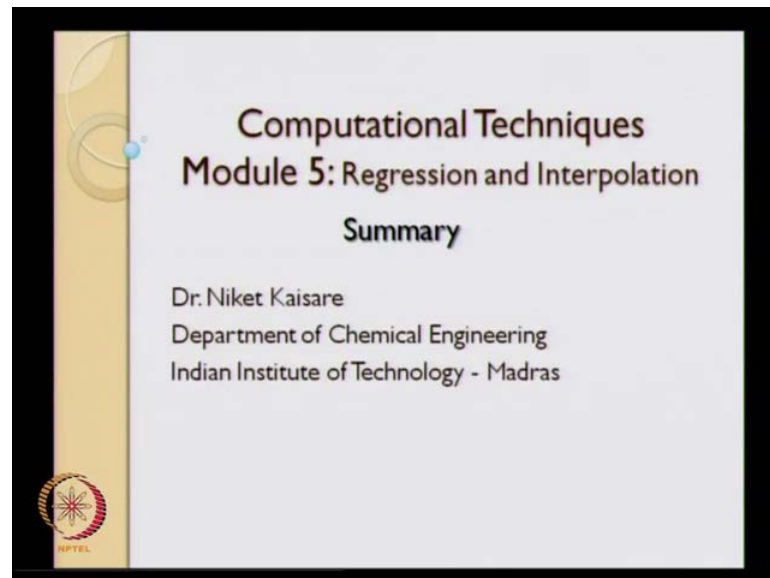 Computational Techniques
Module 5: Regression and Interpolation
Summary
Dr. Niket Kaisare
Department of Chemical Engineering
Indian Institute of Technology - Madras
NPTEL